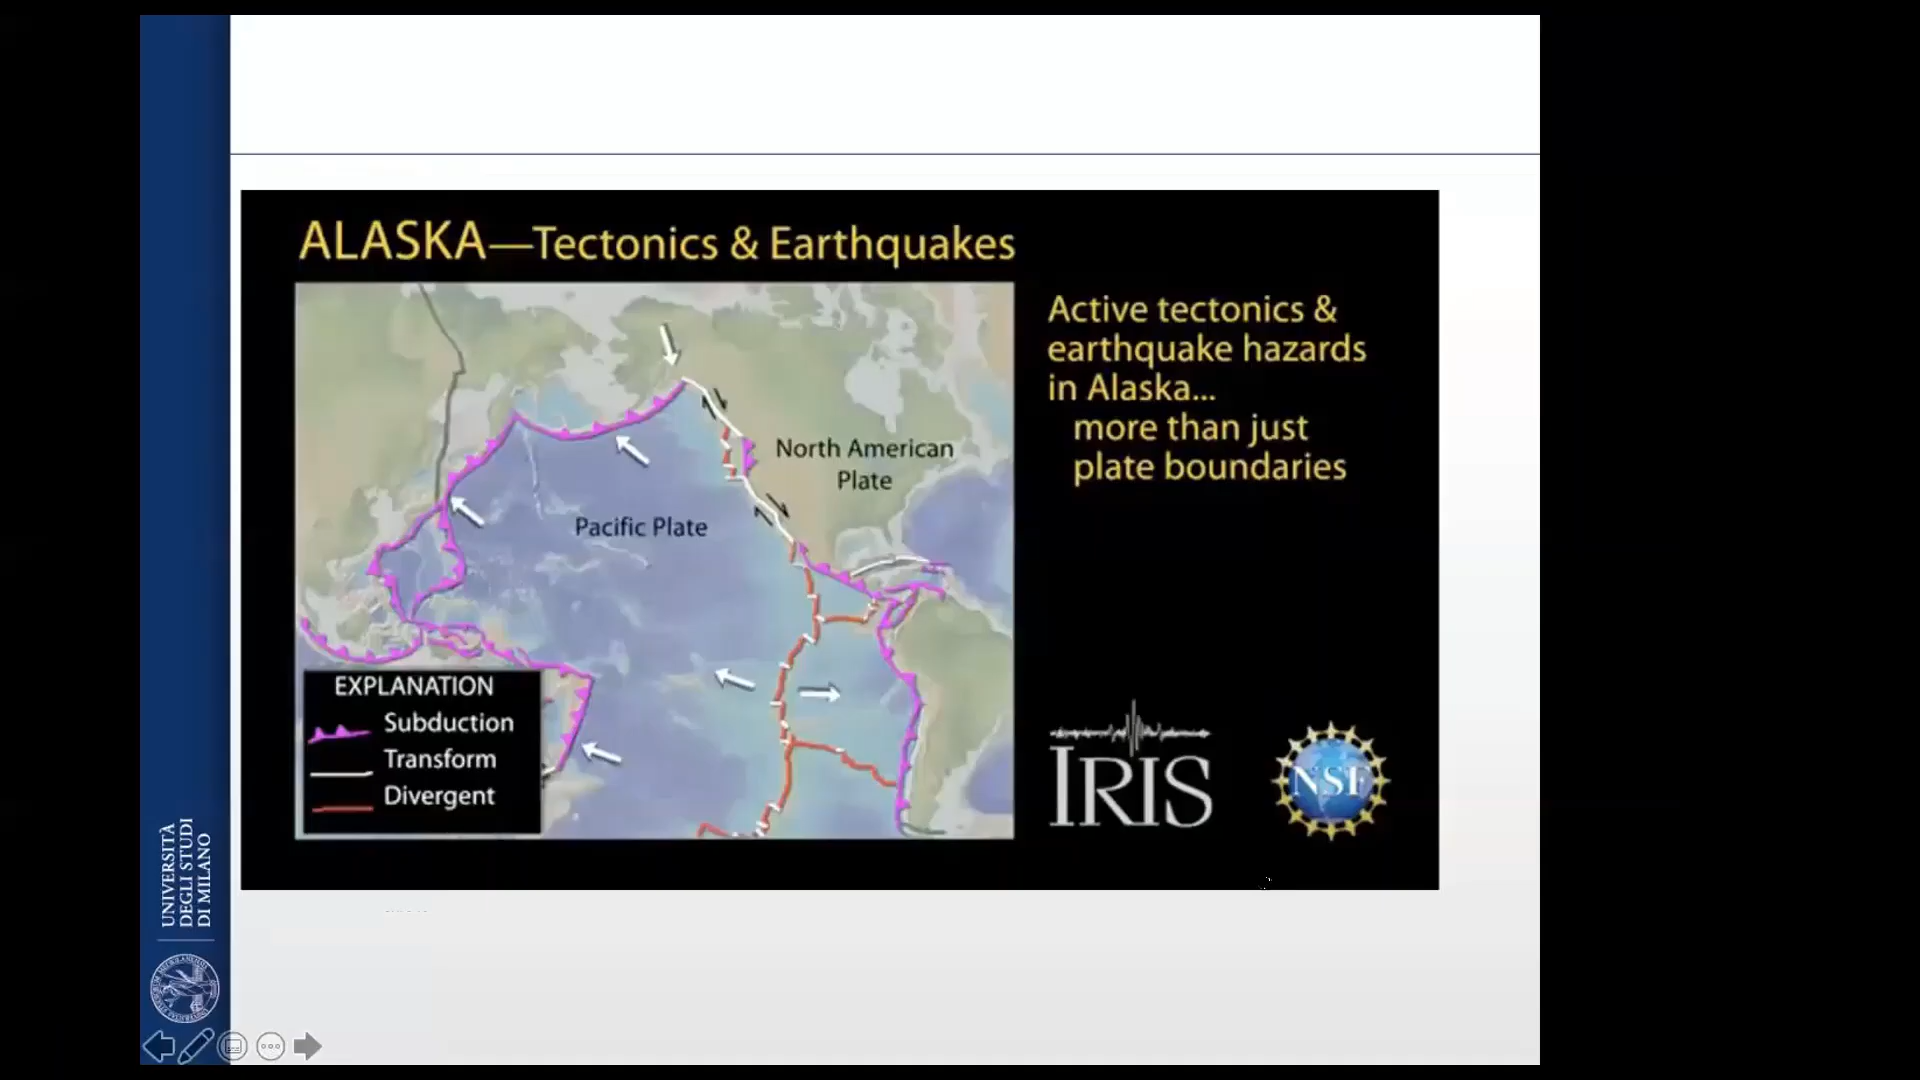 ALASKA—Tectonics & Earthquakes
Active tectonics &
earthquake hazards
in Alaska...
more than just
plate boundaries
North American
Plate
Pacific Plate
EXPLANATION
Subduction
Transform
Divergent
IRIS
NSF
UNIVERSITÀ
DEGLI STUDI
DI MILANO